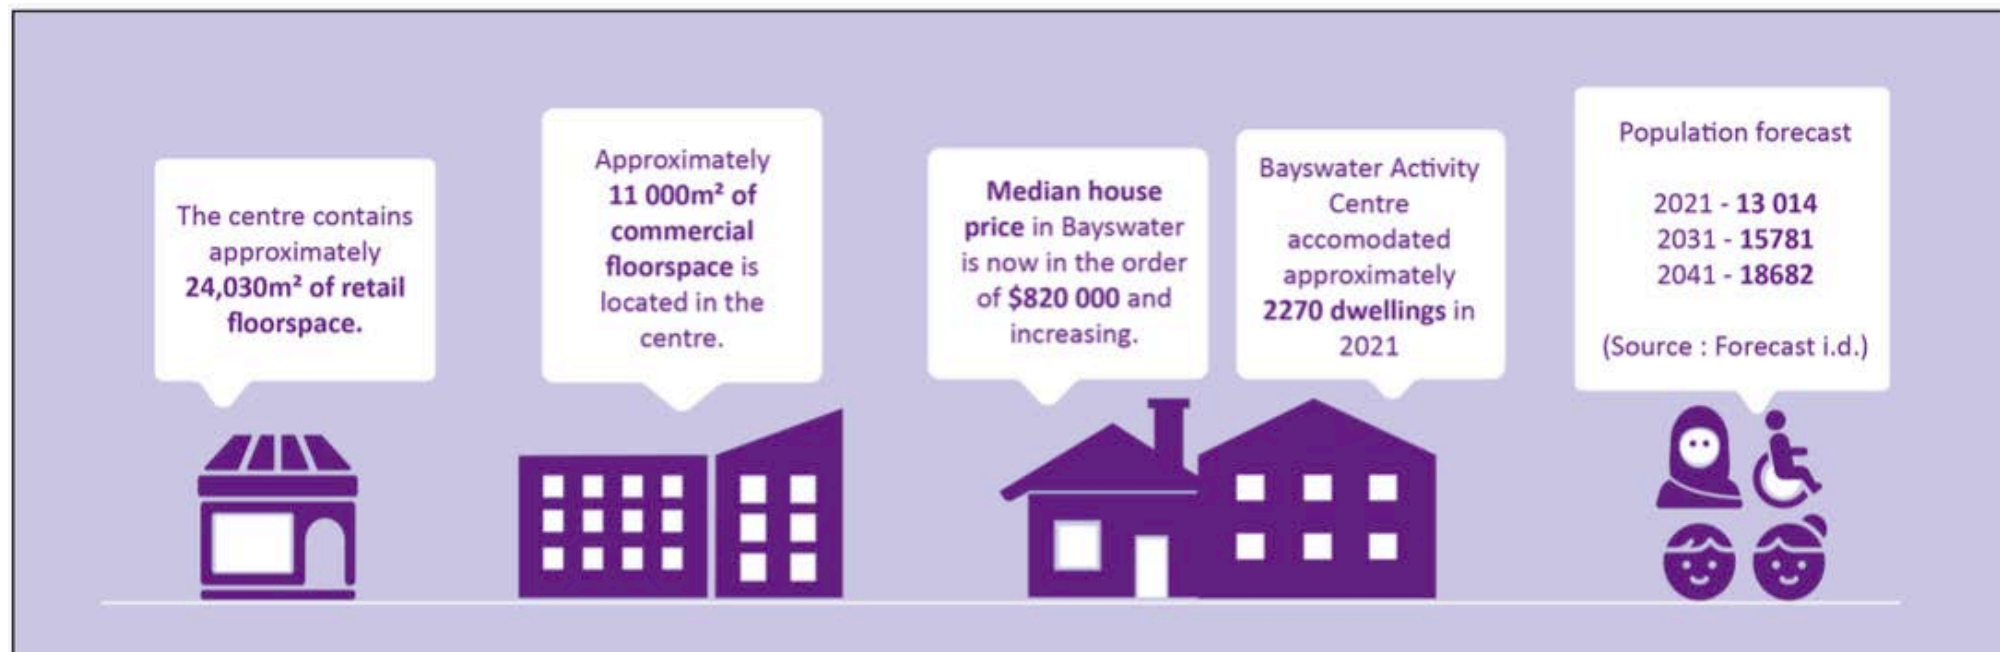 The centre contains
approximately
24,030m² of retail
floorspace.
Approximately
11 000m² of
commercial
floorspace is
located in the
centre.
Median house
price in Bayswater
is now in the order
of $820 000 and
increasing.
Bayswater Activity
Centre
accomodated
approximately
2270 dwellings in
2021
Population forecast
2021 - 13 014
2031 - 15781
2041 - 18682
(Source : Forecast i.d.)